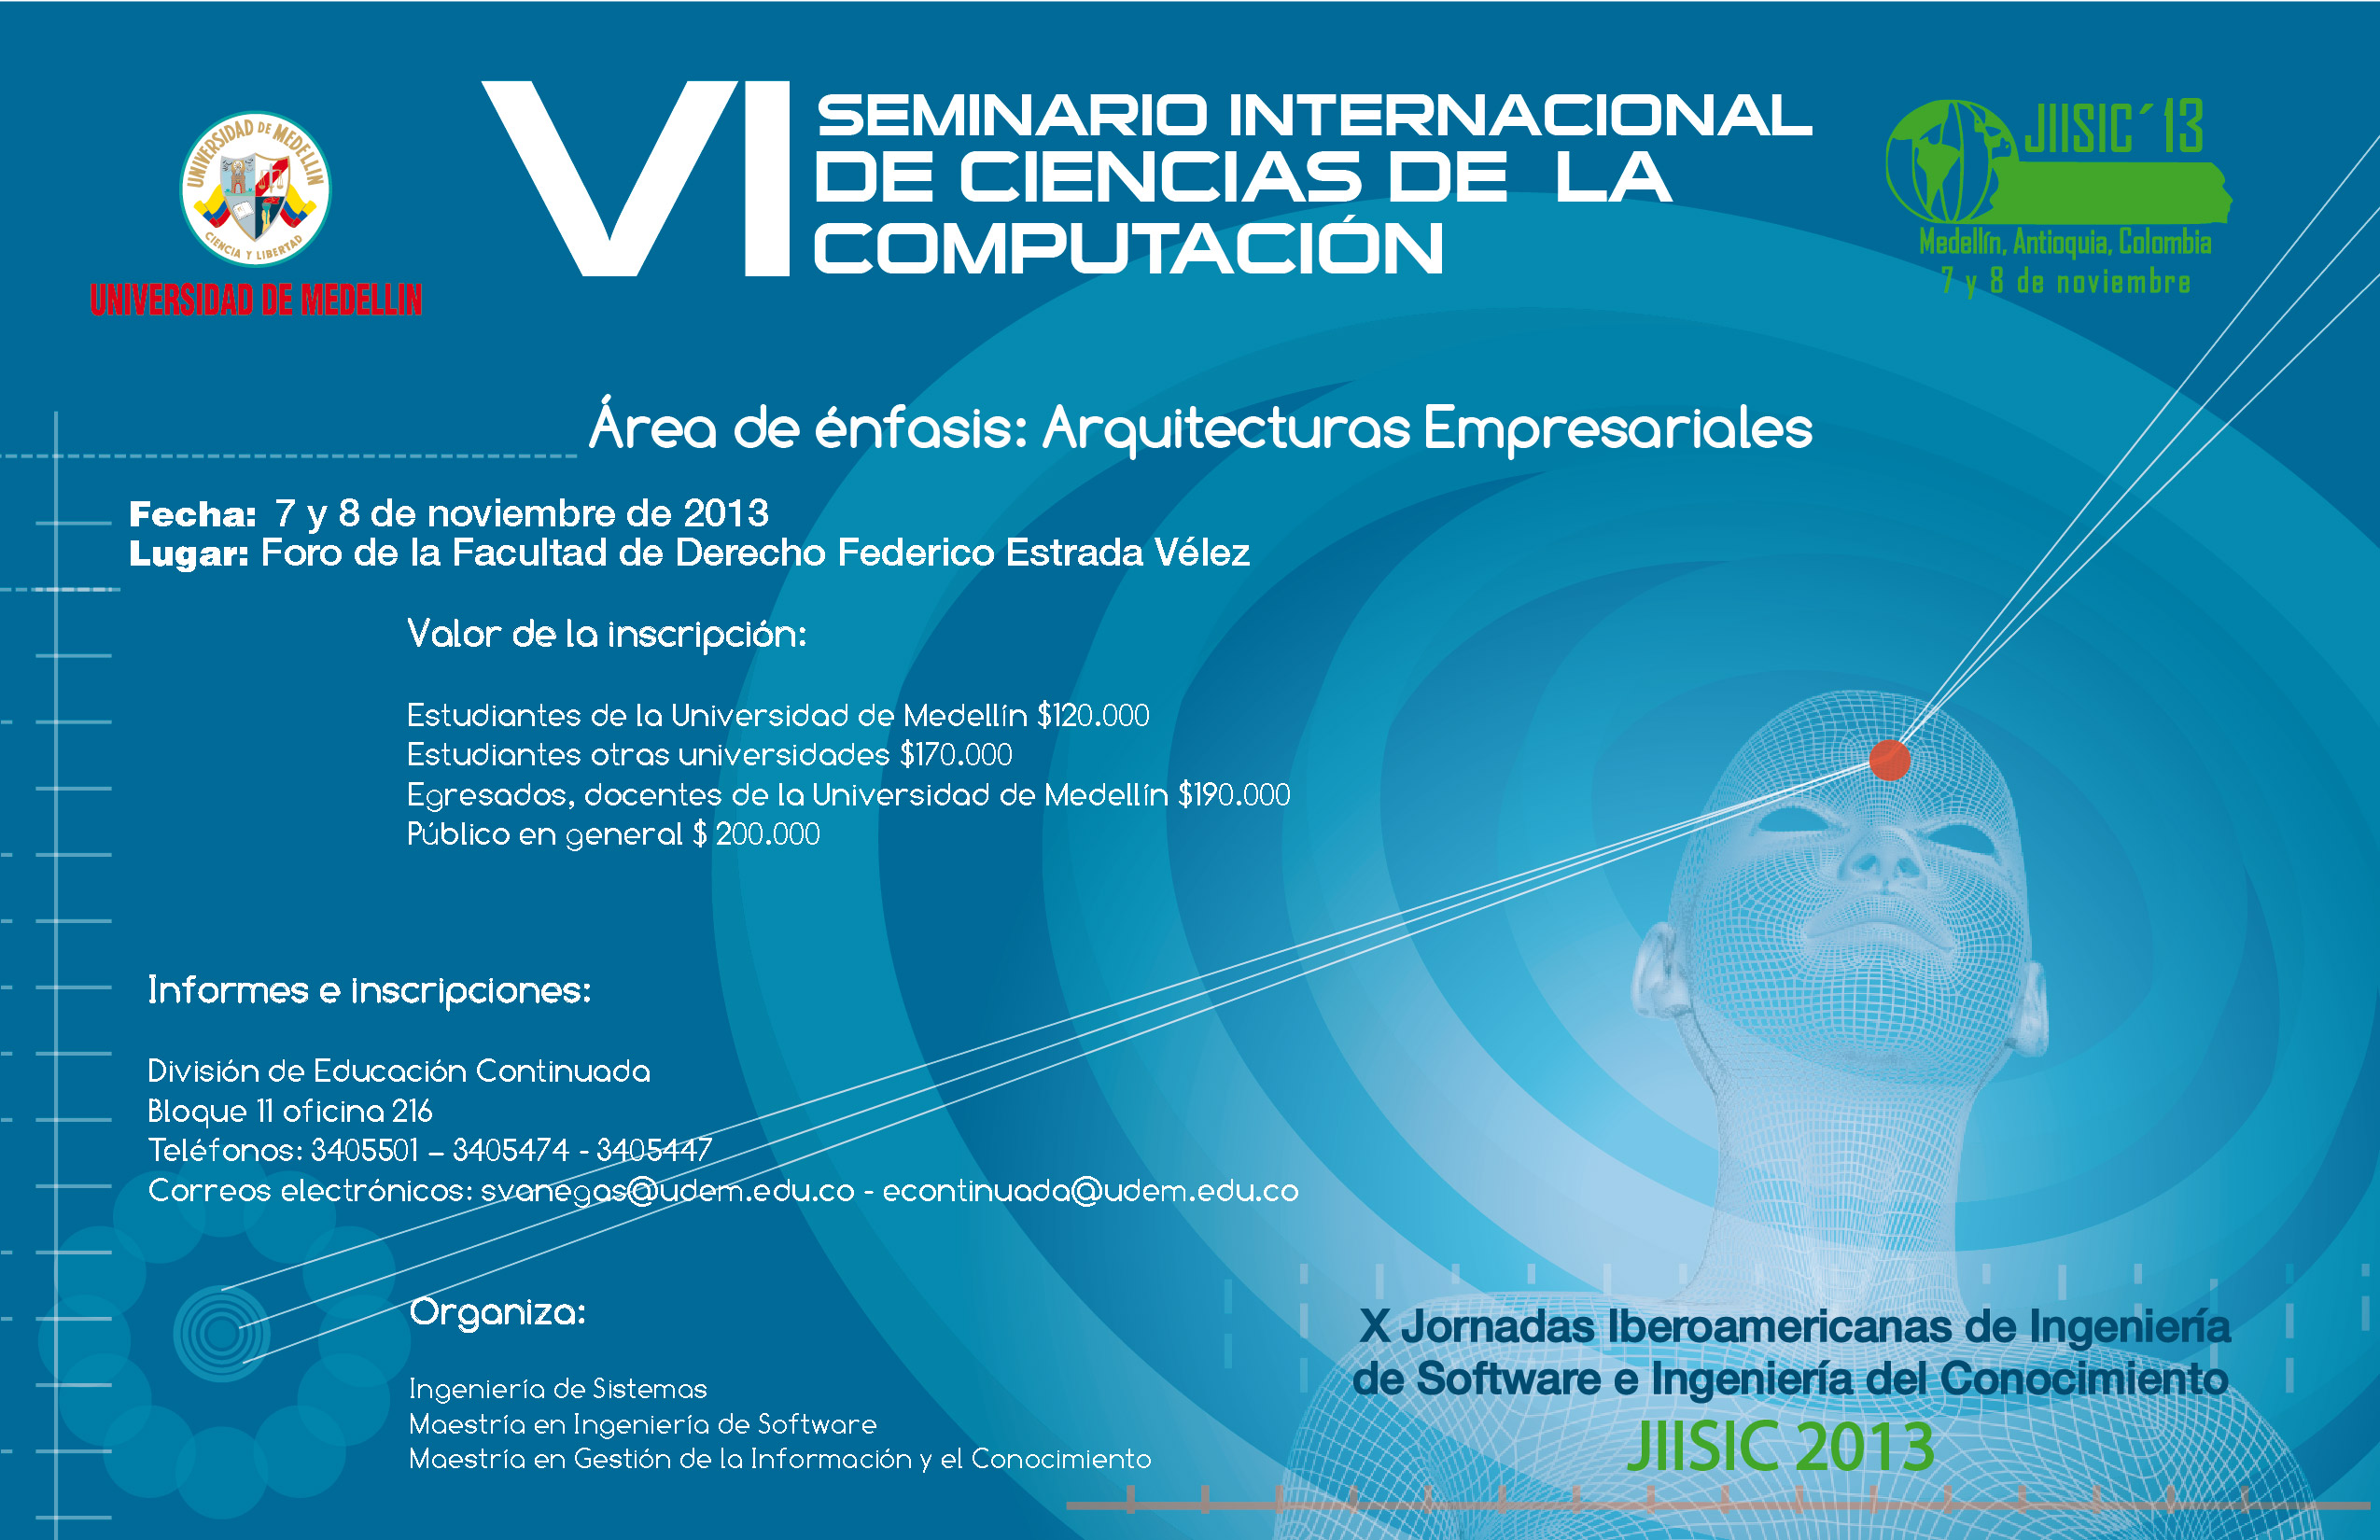 UNIVERSIDAD DE MEDELLIN
CIENCIA Y LIBERTAD
UNIVERSIDAD DE MEDELLIN
VI SEMINARIO INTERNACIONAL
DE CIENCIAS DE LA
COMPUTACIÓN
JIISIC´13
Medellín, Antioquia, Colombia
7 y 8 de noviembre
Área de énfasis: Arquitecturas Empresariales
Fecha: 7 y 8 de noviembre de 2013
Lugar: Foro de la Facultad de Derecho Federico Estrada Vélez
Valor de la inscripción:
Estudiantes de la Universidad de Medellín $120.000
Estudiantes otras universidades $170.000
Egresados, docentes de la Universidad de Medellín $190.000
Público en general $ 200.000
Informes e inscripciones:
División de Educación Continuada
Bloque 11 oficina 216
Teléfonos: 3405501 – 3405474 - 3405447
Correos electrónicos: svanegas@udem.edu.co - econtinuada@udem.edu.co
Organiza:
Ingeniería de Sistemas
Maestría en Ingeniería de Software
Maestría en Gestión de la Información y el Conocimiento
X Jornadas Iberoamericanas de Ingeniería
de Software e Ingeniería del Conocimiento
JIISIC 2013